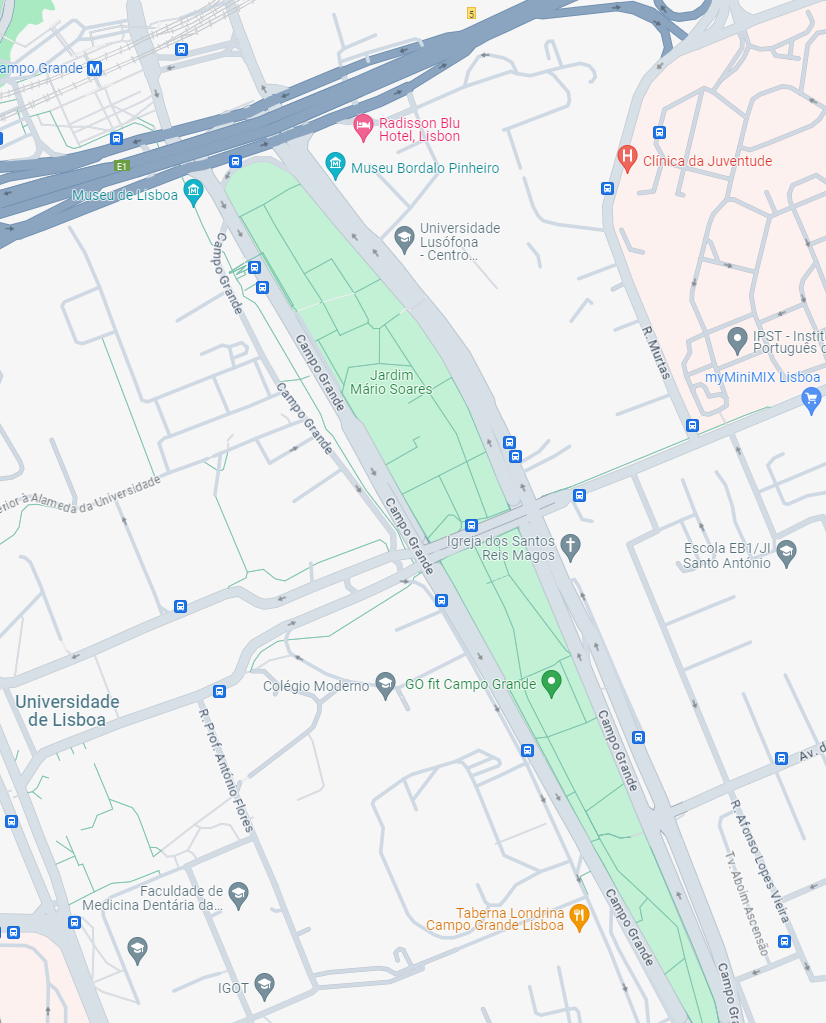 5
ampo Grande M
Radisson Blu
Hotel, Lisbon
E1
H
Clínica da Juventude
Museu Bordalo Pinheiro
Museu de Lisboa
Universidade
Lusófona
- Centro...
Campo Grande
R. Murtas
IPST - Instit
Português d
Campo Grande
Jardim
Mário Soares
myMiniMIX Lisboa
Campo Grande
erior à Alameda da Universidade
Campo Grande
Igreja dos Santos
Reis Magos
Escola EB1/JI
Santo António
Colégio Moderno
GO fit Campo Grande
Universidade
de Lisboa
R. Prof. António Flores
Campo Grande
Av. d
R. Afonso Lopes Vieira
Tv. Aboim Ascensão
Faculdade de
Medicina Dentária da...
Taberna Londrina
Campo Grande Lisboa
Campo Grande
IGOT
Campo Gra